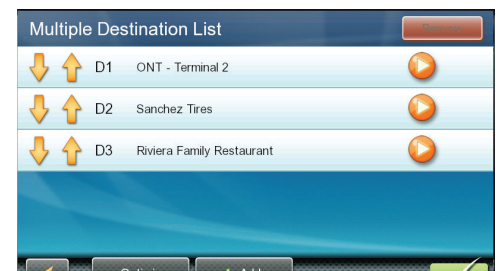 Multiple Destination List
D1 ONT - Terminal 2
D2 Sanchez Tires
D3 Riviera Family Restaurant